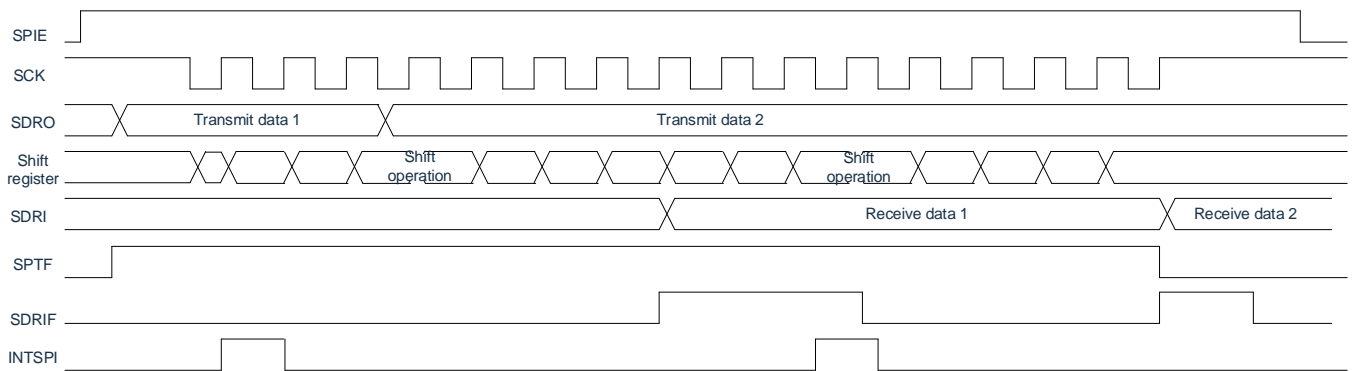 SPIE
SCK
SDRO
Transmit data 1
Transmit data 2
Shift
register
Shift
operation
Shift
operation
SDRI
Receive data 1
Receive data 2
SPTF
SDRIF
INTSPI